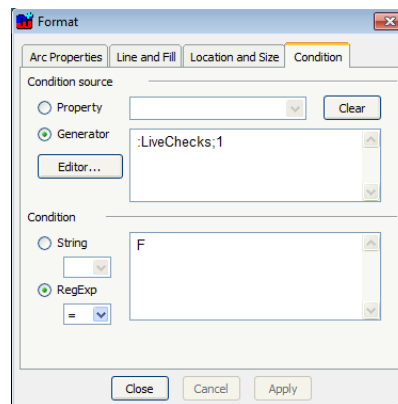 Format
Arc Properties Line and Fill Location and Size Condition
Condition source
Property Clear
Generator :LiveChecks;1
Editor...
Condition
String F
RegExp
=
Close Cancel Apply